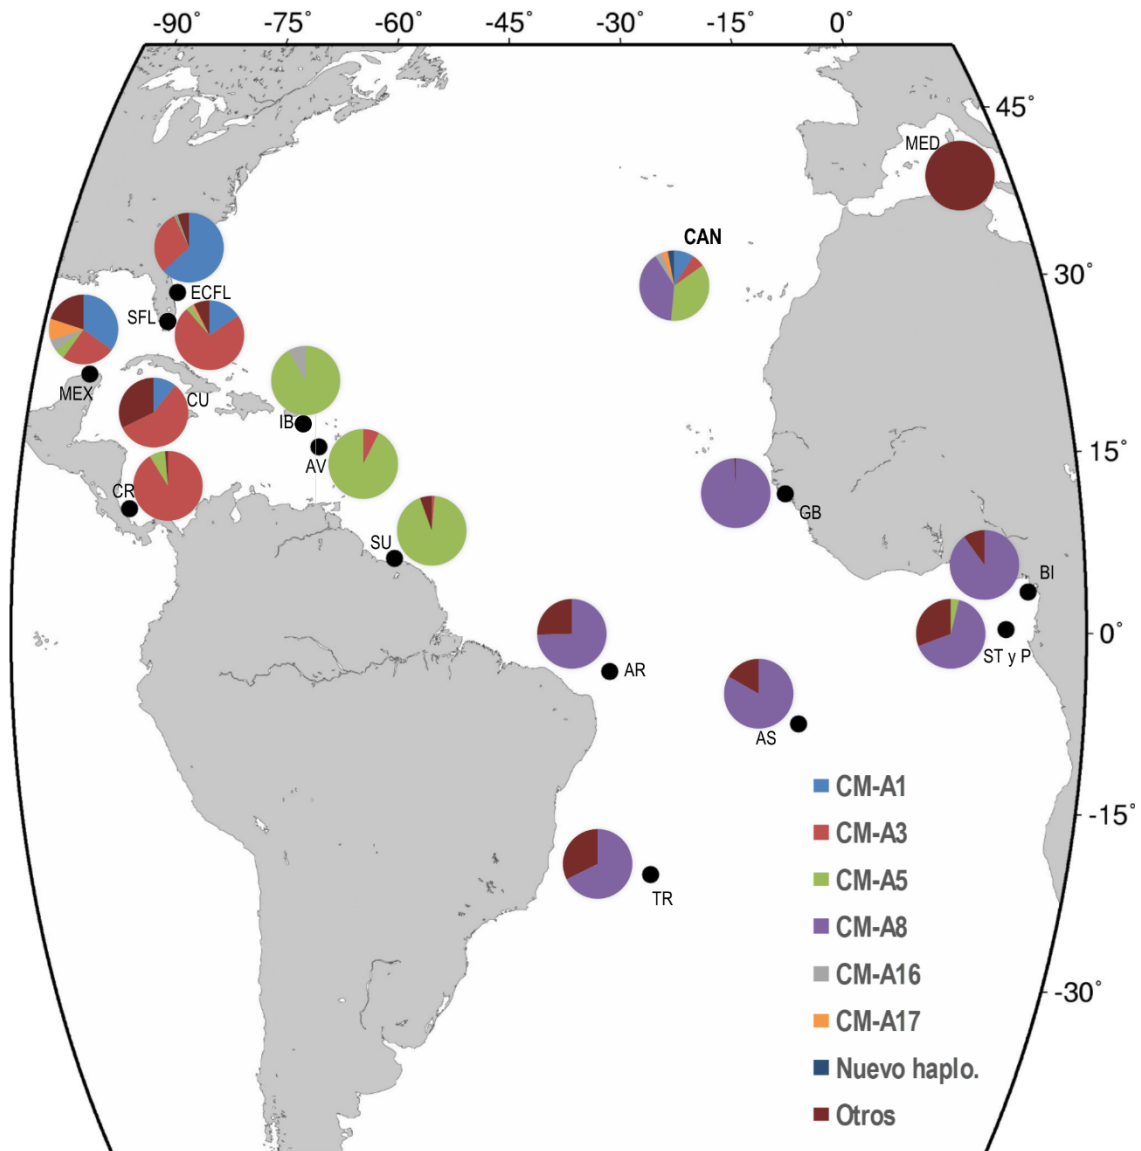 -90° -75° -60° -45° -30° -15° 0°
45°
MED
CAN
30°
ECFL
SFL
MEX
CU
IB
AV
15°
CR
GB
SU
BI
0°
ST y P
AR
AS
CM-A1
-15°
CM-A3
CM-A5
TR
CM-A8
CM-A16
-30°
CM-A17
Nuevo haplo.
Otros